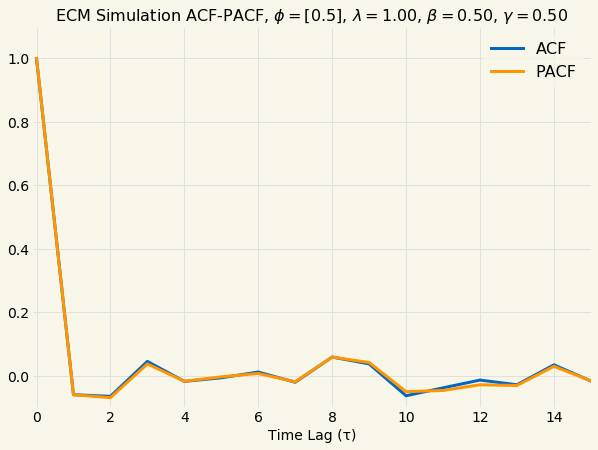 ECM Simulation ACF-PACF, ϕ = [0.5], λ = 1.00, β = 0.50, γ = 0.50
ACF
PACF
1.0
0.8
0.6
0.4
0.2
0.0
0 2 4 6 8 10 12 14
Time Lag (τ)